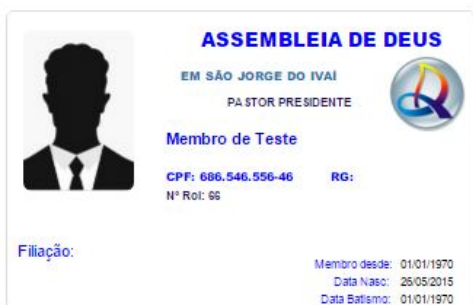 ASSEMBLEIA DE DEUS
EM SÃO JORGE DO IVAÍ
PASTOR PRESIDENTE
Membro de Teste
CPF: 686.546.556-46 RG:
Nº Rol: 66
Filiação:
Membro desde: 01/01/1970
Data Nasc: 26/05/2015
Data Batismo: 01/01/1970